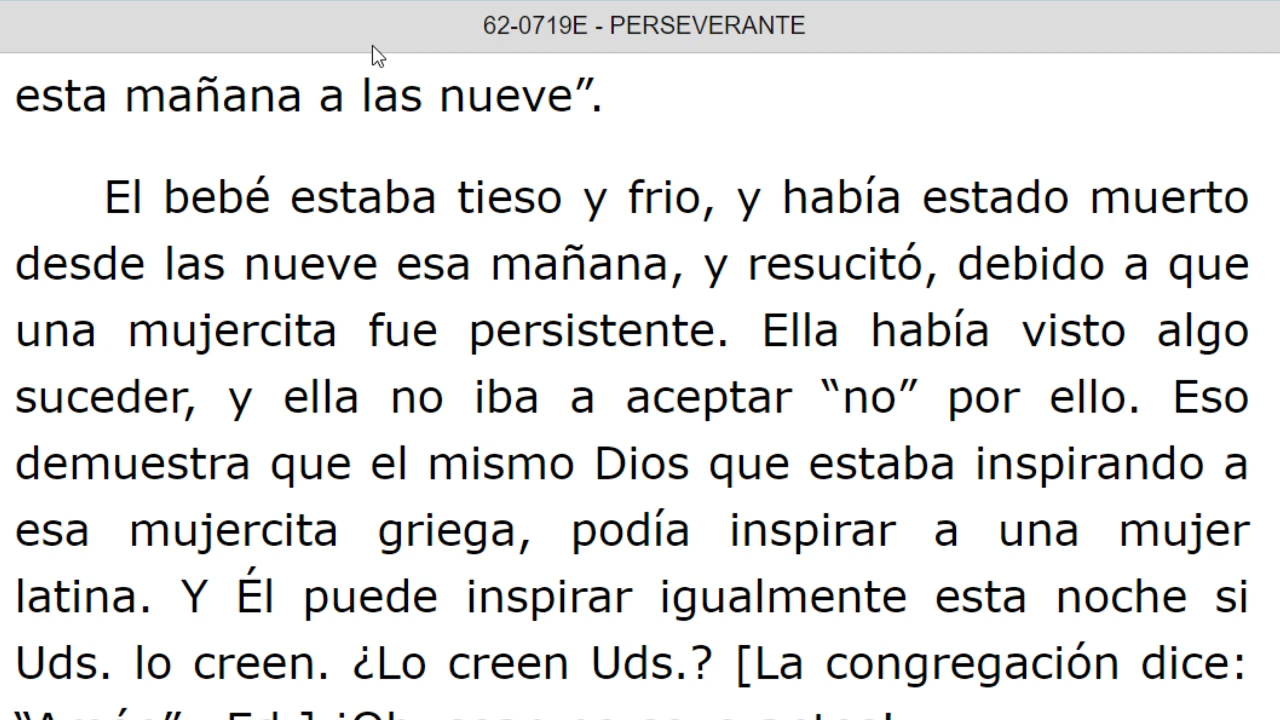 62-0719E - PERSEVERANTE
esta mañana a las nueve”.
El bebé estaba tieso y frio, y había estado muerto
desde las nueve esa mañana, y resucitó, debido a que
una mujercita fue persistente. Ella había visto algo
suceder, y ella no iba a aceptar “no” por ello. Eso
demuestra que el mismo Dios que estaba inspirando a
esa mujercita griega, podía inspirar a una mujer
latina. Y Él puede inspirar igualmente esta noche si
Uds. lo creen. ¿Lo creen Uds.? [La congregación dice:
“Amén”.